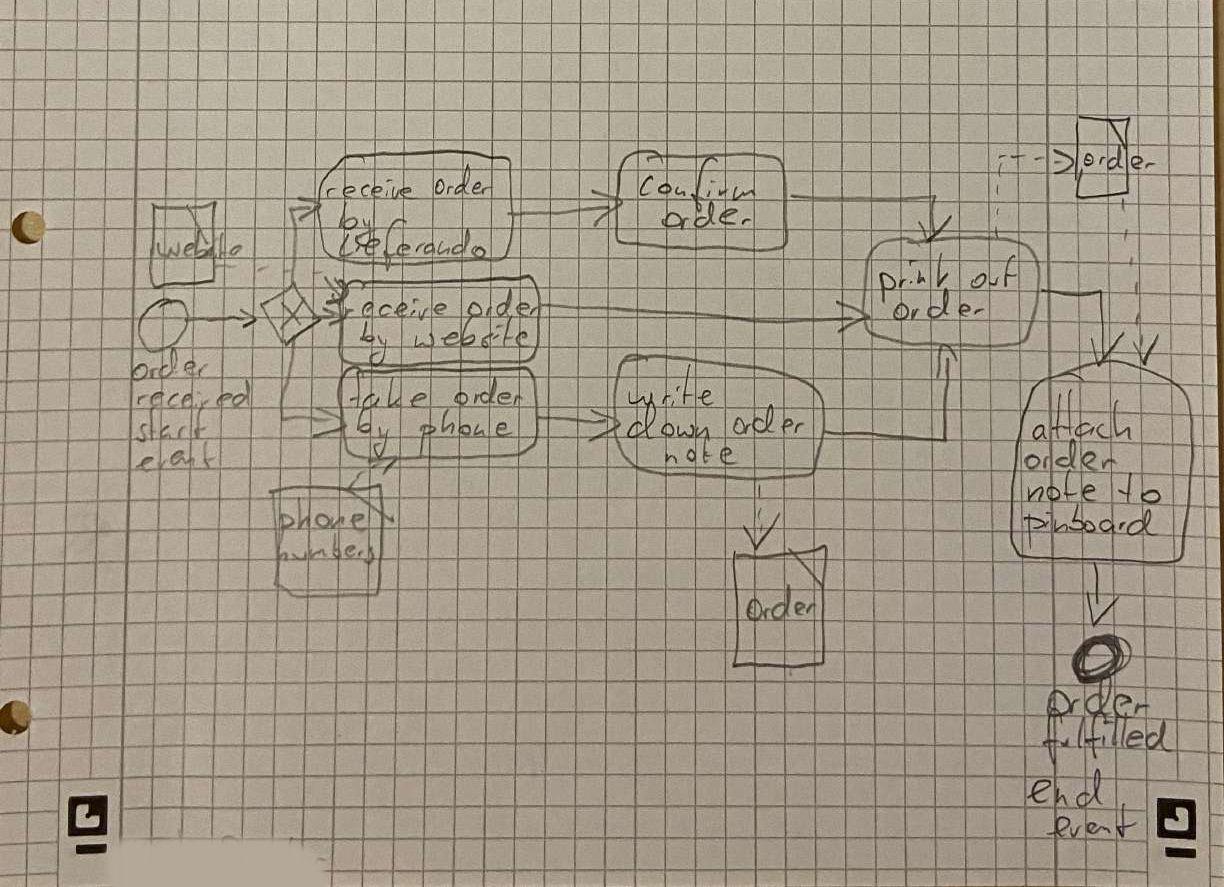 order
receive order
by
Lieferando
Confirm
order
website
print out
order
receive order
by website
order
received
start
event
take order
by phone
write
down order
note
attach
order
note to
pinboard
phone
numbers
order
order
fulfilled
end
event